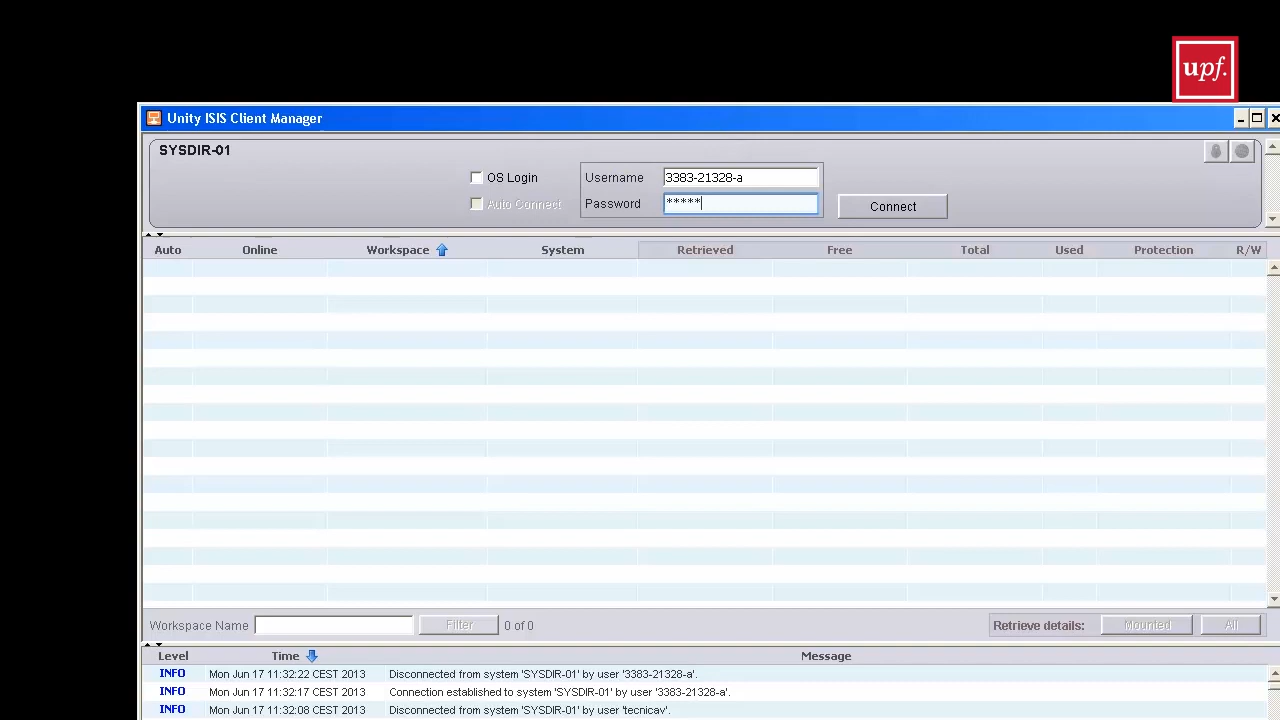 upf.
Unity ISIS Client Manager
SYSDIR-01
OS Login
Username 3383-21328-a
Auto Connect
Password *****
Connect
Auto Online Workspace System Retrieved Free Total Used Protection R/W
Workspace Name Filter 0 of 0 Retrieve details: Mounted All
Level Time Message
INFO Mon Jun 17 11:32:22 CEST 2013 Disconnected from system 'SYSDIR-01' by user '3383-21328-a'.
INFO Mon Jun 17 11:32:17 CEST 2013 Connection established to system 'SYSDIR-01' by user '3383-21328-a'.
INFO Mon Jun 17 11:32:08 CEST 2013 Disconnected from system 'SYSDIR-01' by user 'tecnicav'.